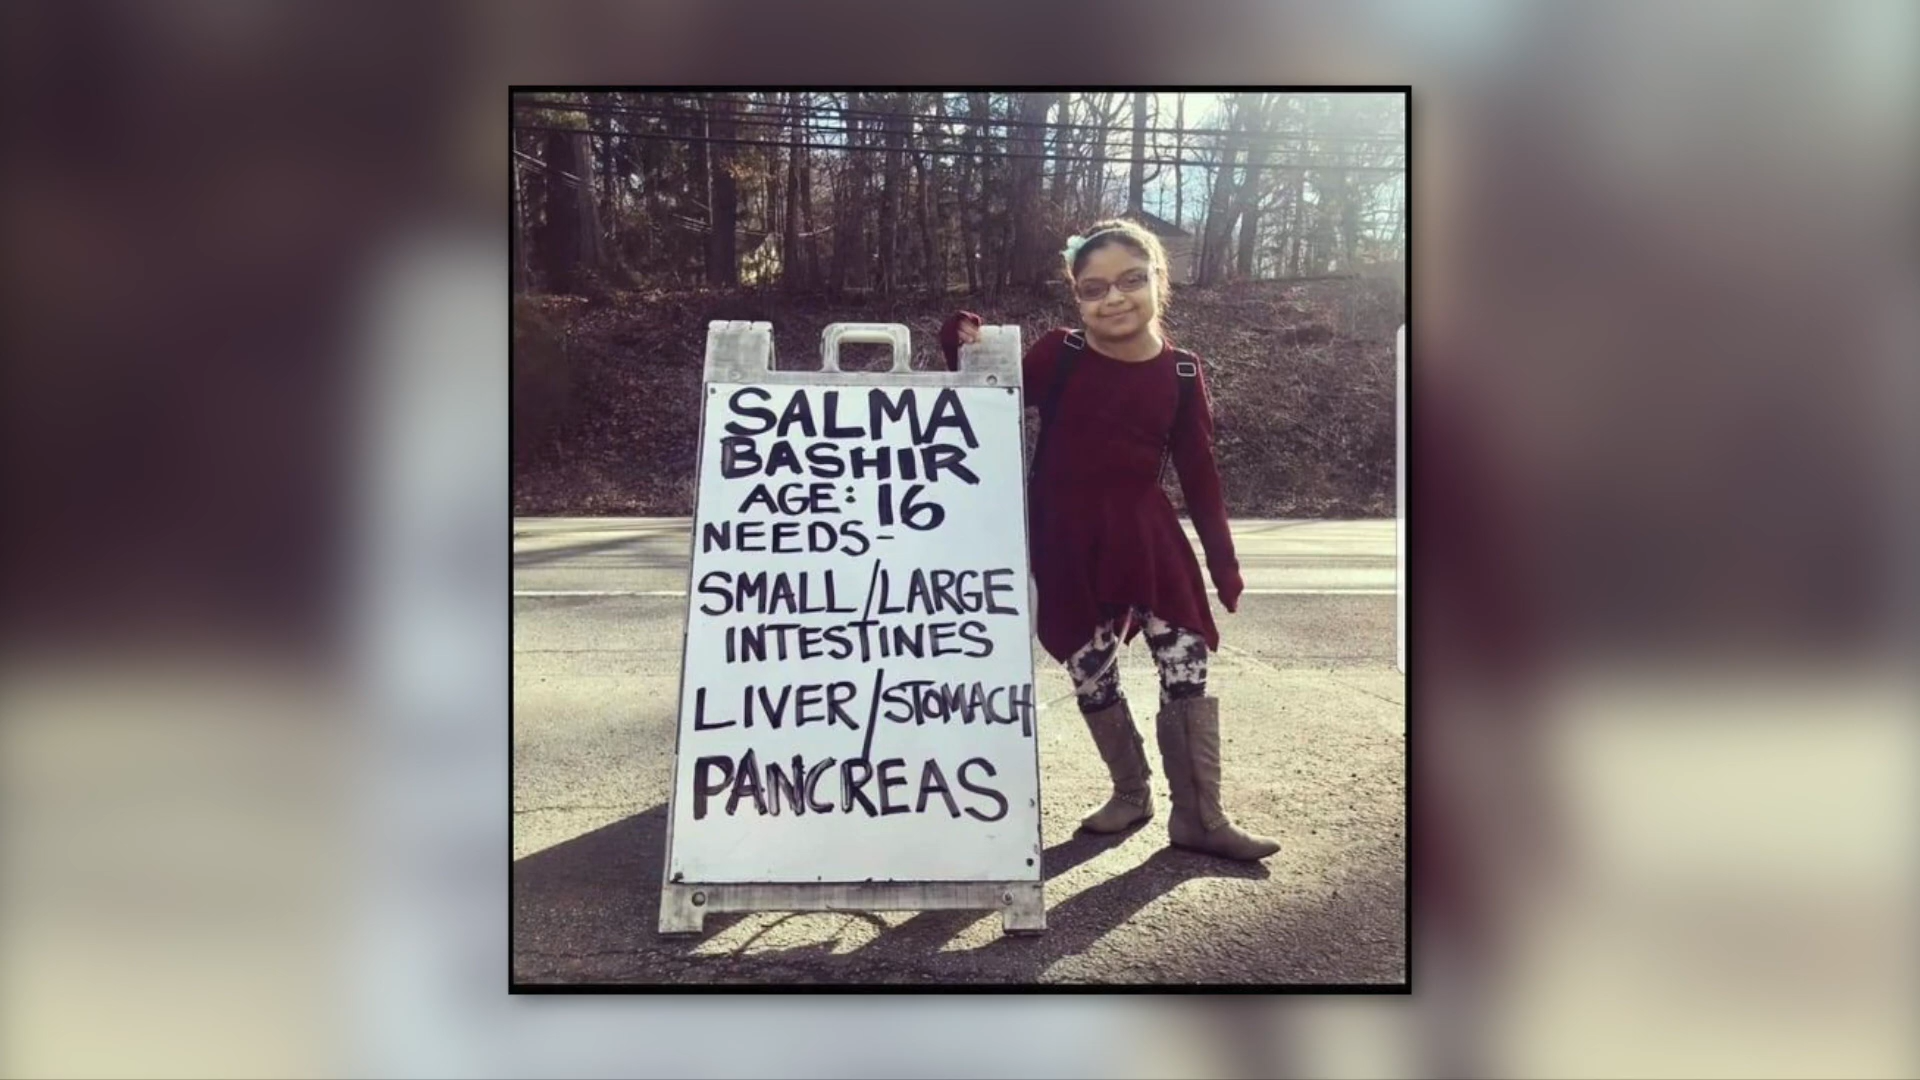 SALMA
BASHIR
AGE: 16
NEEDS-
SMALL/LARGE
INTESTINES
LIVER/STOMACH
PANCREAS